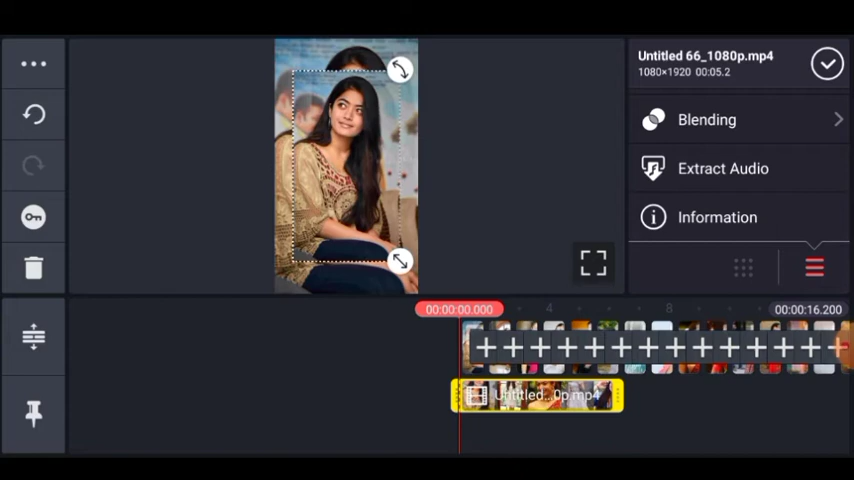 Untitled 66_1080p.mp4
1080×1920 00:05.2
Blending
Extract Audio
Information
00:00:00.000
4
8
00:00:16.200
Untitled...0p.mp4